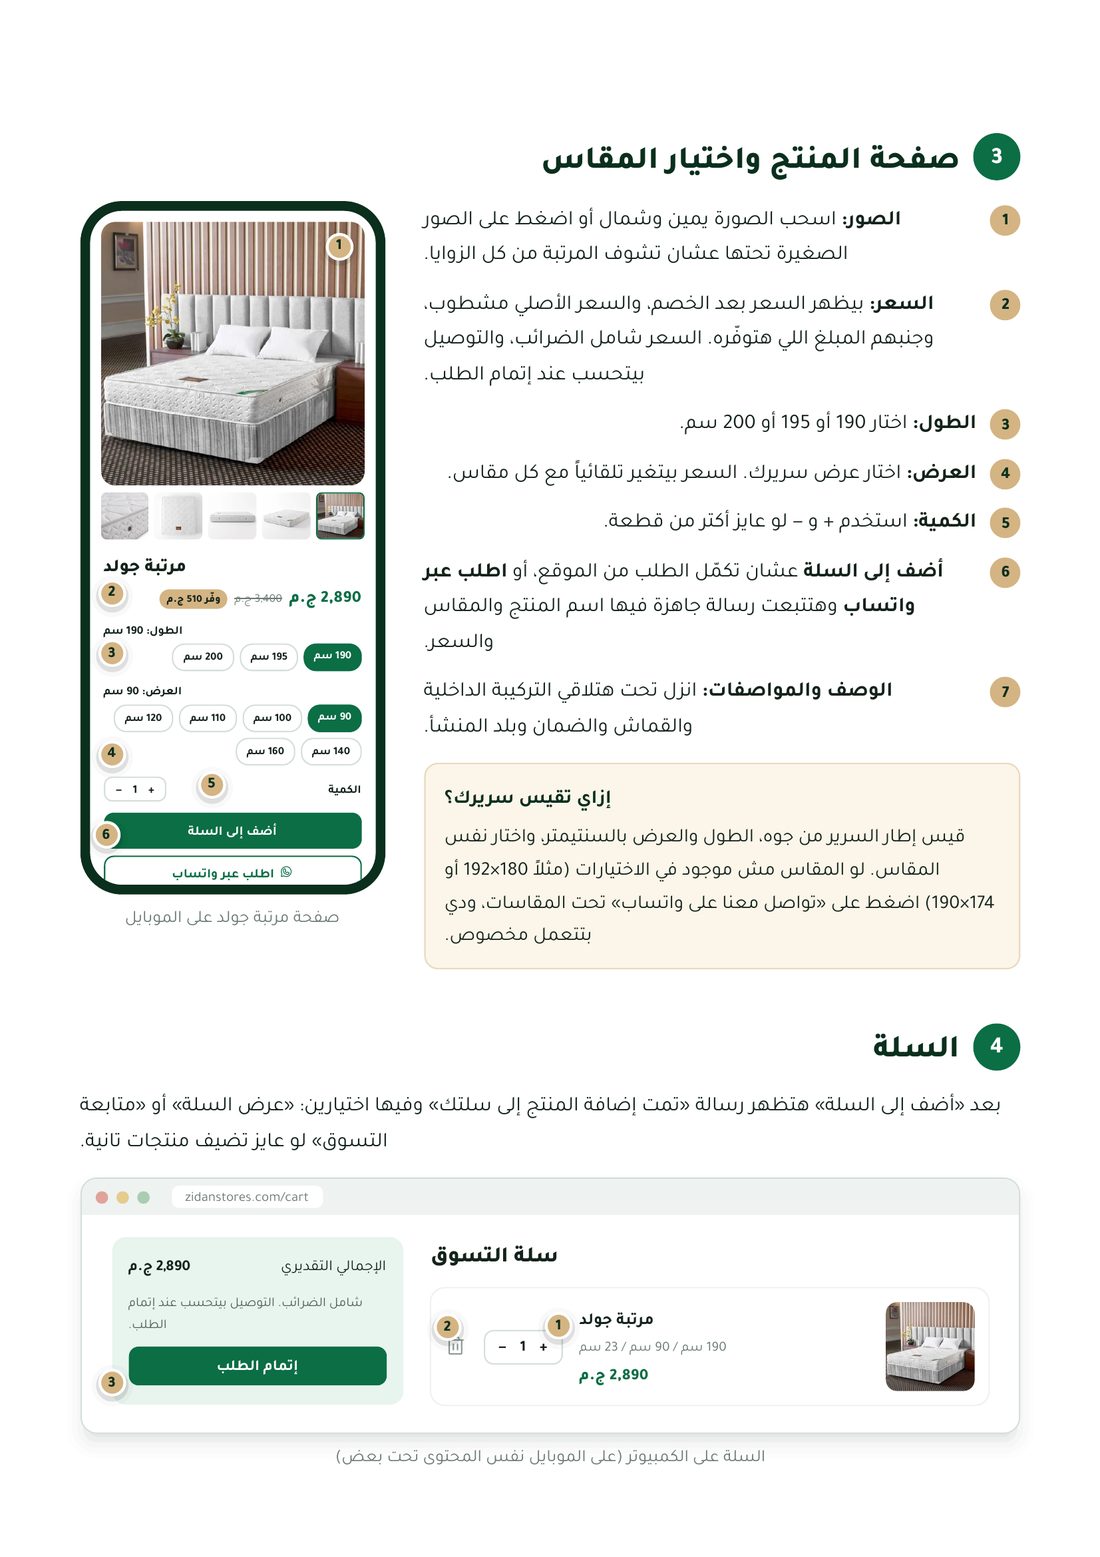 3
صفحة المنتج واختيار المقاس
1
الصور: اسحب الصورة يمين وشمال أو اضغط على الصور
الصغيرة تحتها عشان تشوف المرتبة من كل الزوايا.
2
السعر: بيظهر السعر بعد الخصم، والسعر الأصلي مشطوب،
وجنبهم المبلغ اللي هتوفّره. السعر شامل الضرائب، والتوصيل
بيتحسب عند إتمام الطلب.
3
الطول: اختار 190 أو 195 أو 200 سم.
4
العرض: اختار عرض سريرك. السعر بيتغير تلقائياً مع كل مقاس.
5
الكمية: استخدم + و – لو عايز أكتر من قطعة.
6
أضف إلى السلة عشان تكمّل الطلب من الموقع، أو اطلب عبر
واتساب وهتتبعت رسالة جاهزة فيها اسم المنتج والمقاس
والسعر.
7
الوصف والمواصفات: انزل تحت هتلاقي التركيبة الداخلية
والقماش والضمان وبلد المنشأ.
إزاي تقيس سريرك؟
قيس إطار السرير من جوه، الطول والعرض بالسنتيمتر، واختار نفس
المقاس. لو المقاس مش موجود في الاختيارات (مثلاً 180×192 أو
174×190) اضغط على «تواصل معنا على واتساب» تحت المقاسات، ودي
بتتعمل مخصوص.
1
مرتبة جولد
2
2,890 ج.م 3,400 ج.م وفّر 510 ج.م
الطول: 190 سم
3
190 سم 195 سم 200 سم
العرض: 90 سم
90 سم 100 سم 110 سم 120 سم
140 سم 160 سم
4
الكمية
5
+ 1 −
أضف إلى السلة
6
اطلب عبر واتساب
صفحة مرتبة جولد على الموبايل
4
السلة
بعد «أضف إلى السلة» هتظهر رسالة «تمت إضافة المنتج إلى سلتك» وفيها اختيارين: «عرض السلة» أو «متابعة
التسوق» لو عايز تضيف منتجات تانية.
zidanstores.com/cart
سلة التسوق
مرتبة جولد
190 سم / 90 سم / 23 سم
2,890 ج.م
1
+ 1 −
2
الإجمالي التقديري 2,890 ج.م
شامل الضرائب. التوصيل بيتحسب عند إتمام
الطلب.
إتمام الطلب
3
السلة على الكمبيوتر (على الموبايل نفس المحتوى تحت بعض)